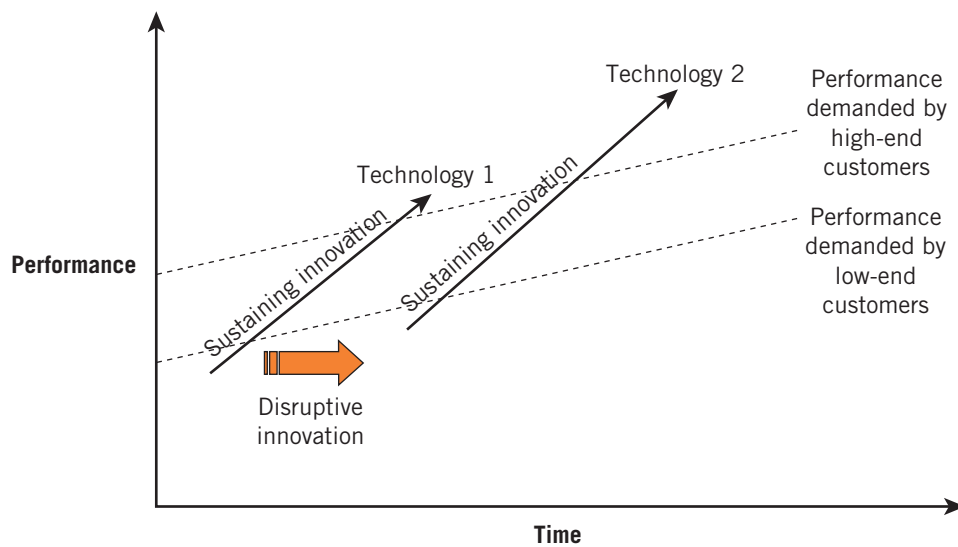 Technology 2
Performance
demanded by
high-end
customers
Technology 1
Sustaining innovation
Sustaining innovation
Performance
demanded by
low-end
customers
Performance
Disruptive
innovation
Time